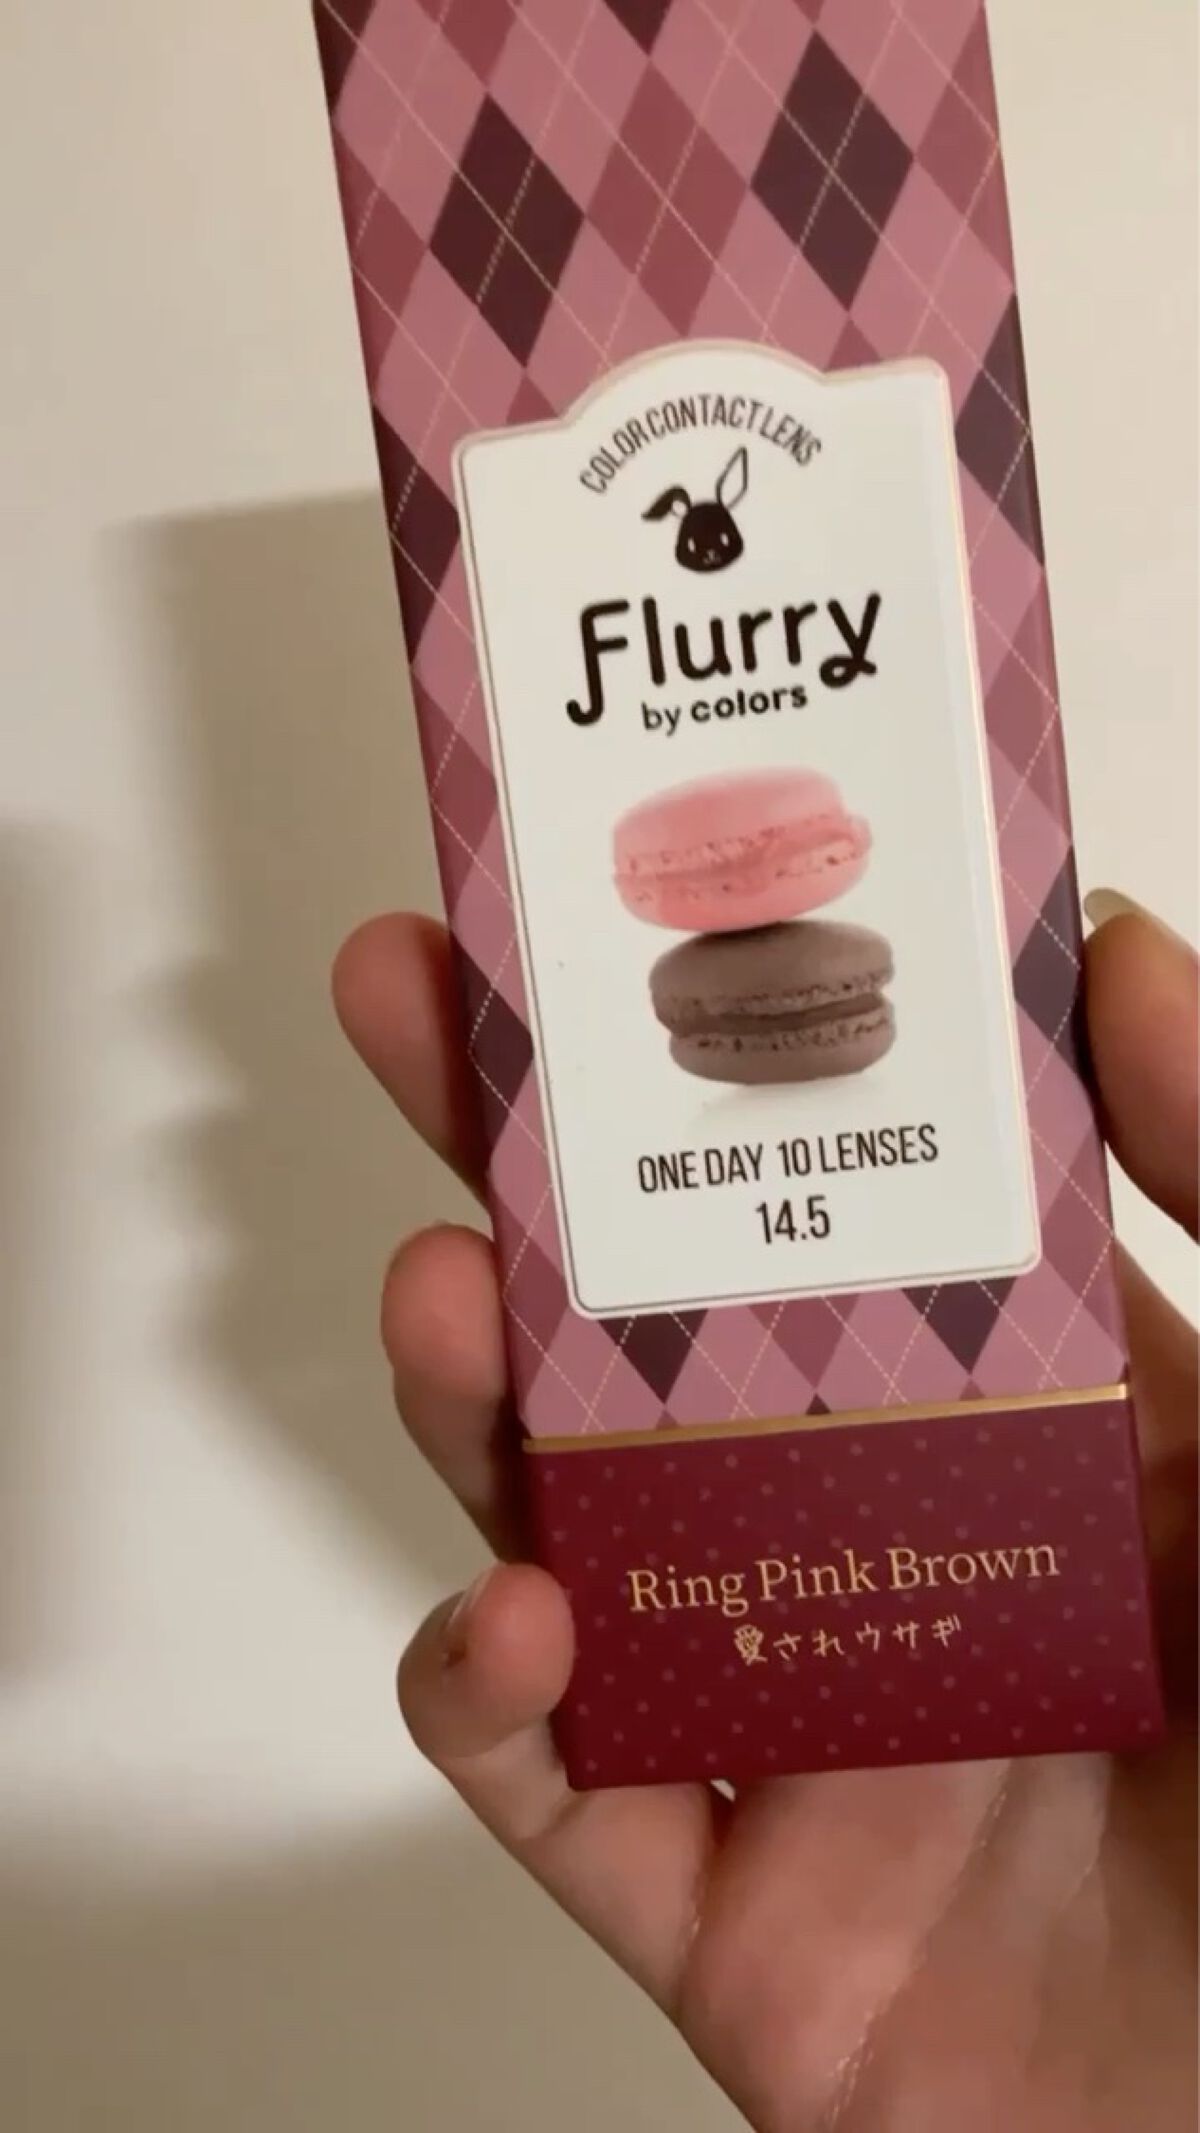 COLOR CONTACT LENS
Flurry
by colors
ONE DAY 10 LENSES
14.5
Ring Pink Brown
愛されウサギ